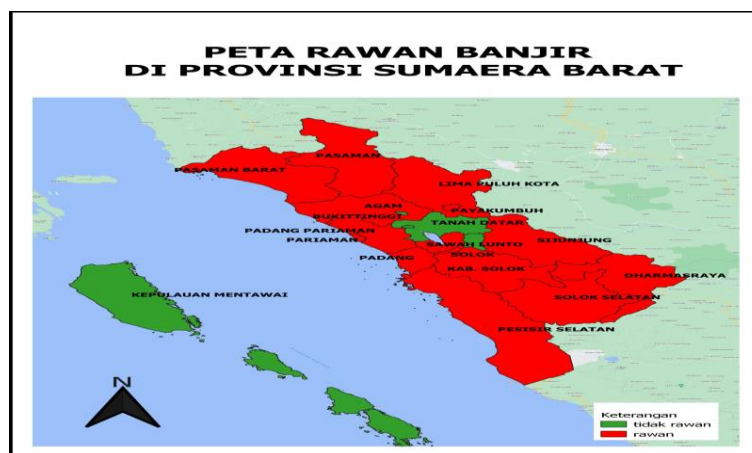 PETA RAWAN BANJIR
DI PROVINSI SUMAERA BARAT
PASAMAN
PASAMAN BARAT
LIMA PULUH KOTA
AGAM
PAYAKUMBUH
BUKITTINGGI
TANAH DATAR
PADANG PARIAMAN
PARIAMAN
SAWAH LUNTO
SIJUNJUNG
PADANG
SOLOK
KAB. SOLOK
DHARMASRAYA
KEPULAUAN MENTAWAI
SOLOK SELATAN
PESISIR SELATAN
N
Keterangan
tidak rawan
rawan